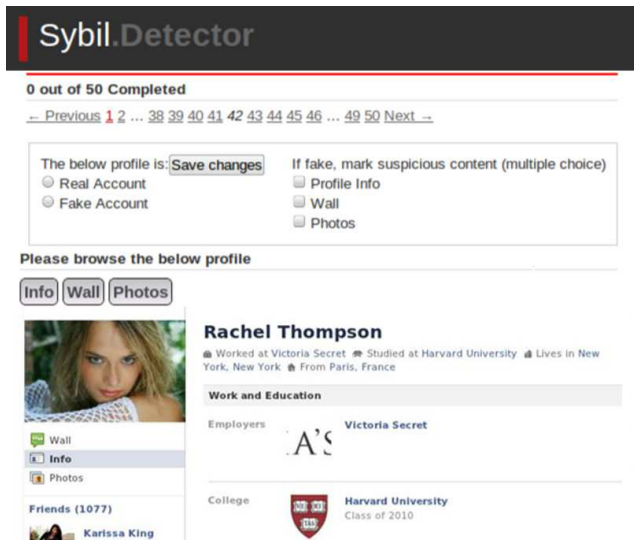 Sybil.Detector
0 out of 50 Completed
← Previous 1 2 ... 38 39 40 41 42 43 44 45 46 ... 49 50 Next →
The below profile is: Save changes
Real Account
Fake Account
If fake, mark suspicious content (multiple choice)
Profile Info
Wall
Photos
Please browse the below profile
Info Wall Photos
Rachel Thompson
Worked at Victoria Secret Studied at Harvard University Lives in New
York, New York From Paris, France
Work and Education
Employers
A'S
Victoria Secret
College
VE RI TAS
Harvard University
Class of 2010
Wall
Info
Photos
Friends (1077)
Karissa King